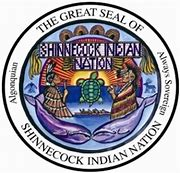 THE GREAT SEAL OF
SHINNECOCK INDIAN
NATION
Algonquian
Always Sovereign
SHINNECOCK INDIAN NATION